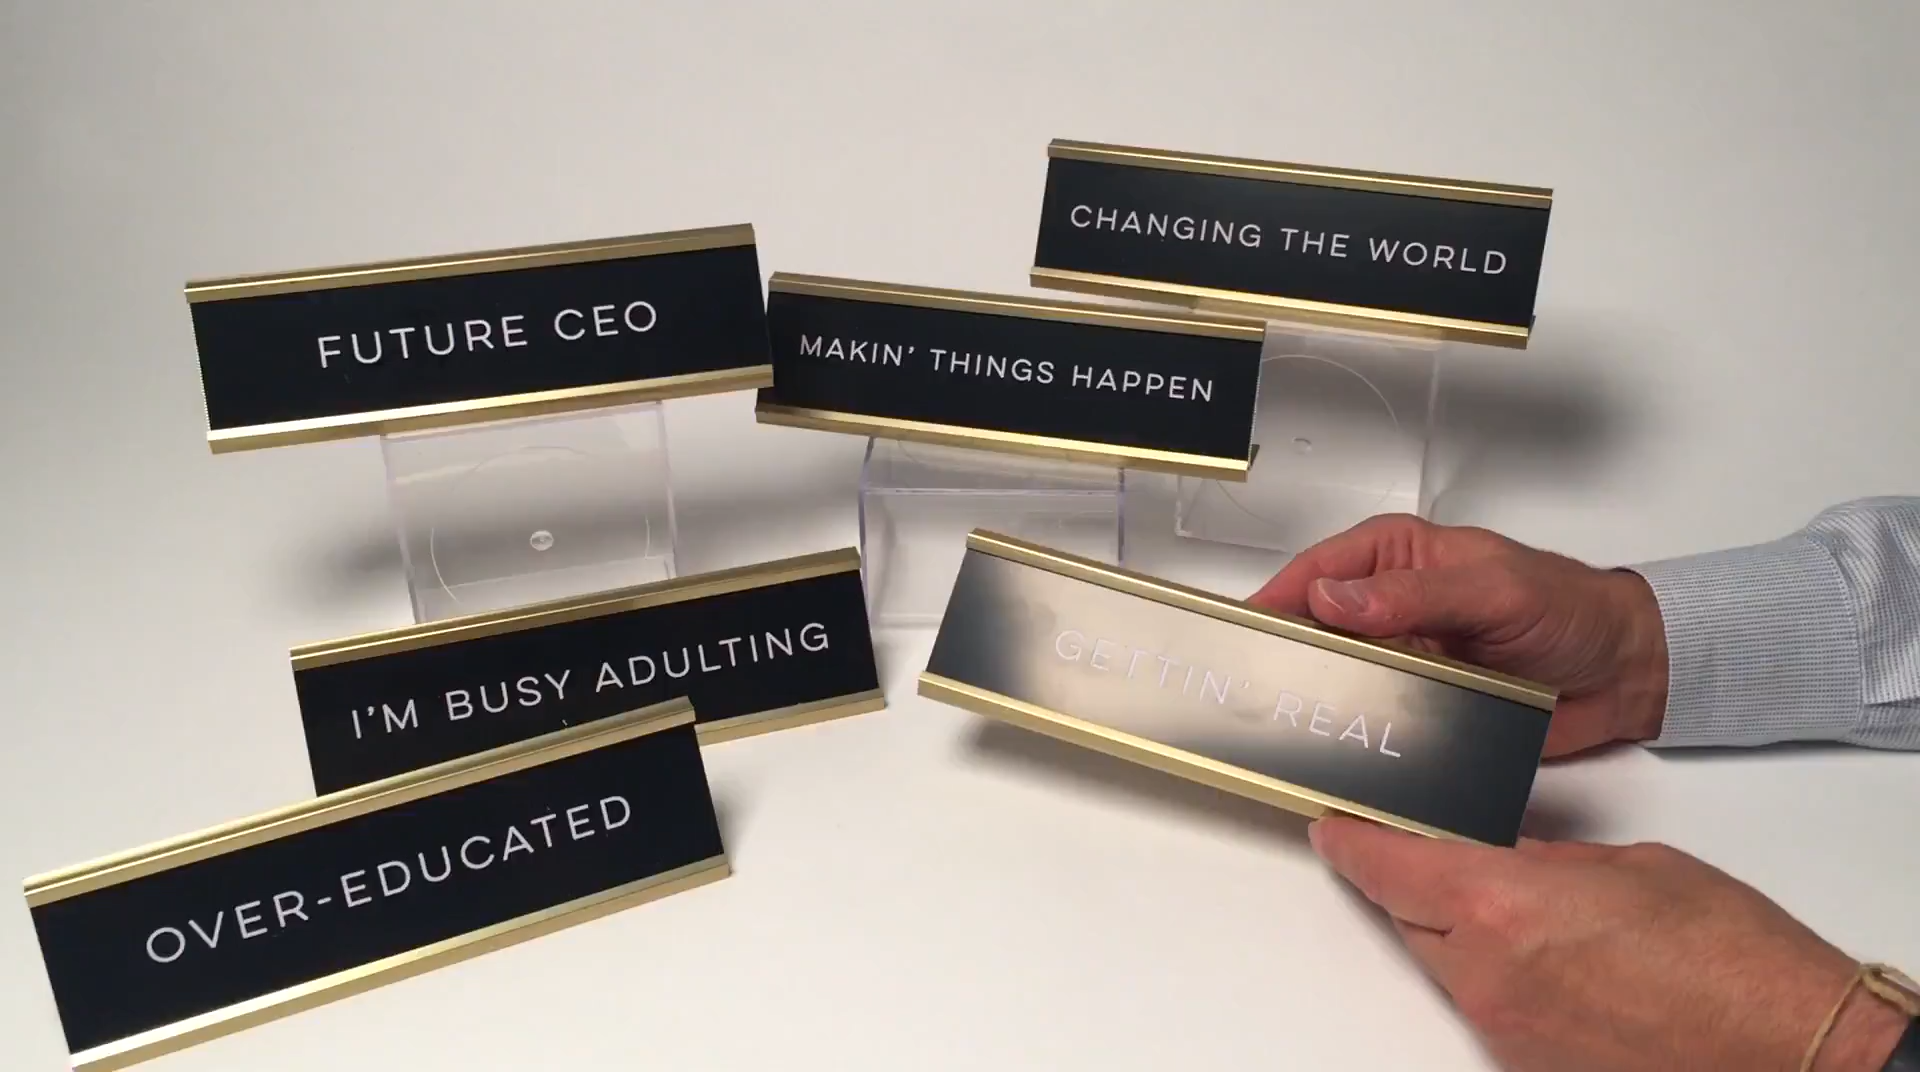 CHANGING THE WORLD
FUTURE CEO
MAKIN' THINGS HAPPEN
I'M BUSY ADULTING
GETTIN' REAL
OVER-EDUCATED